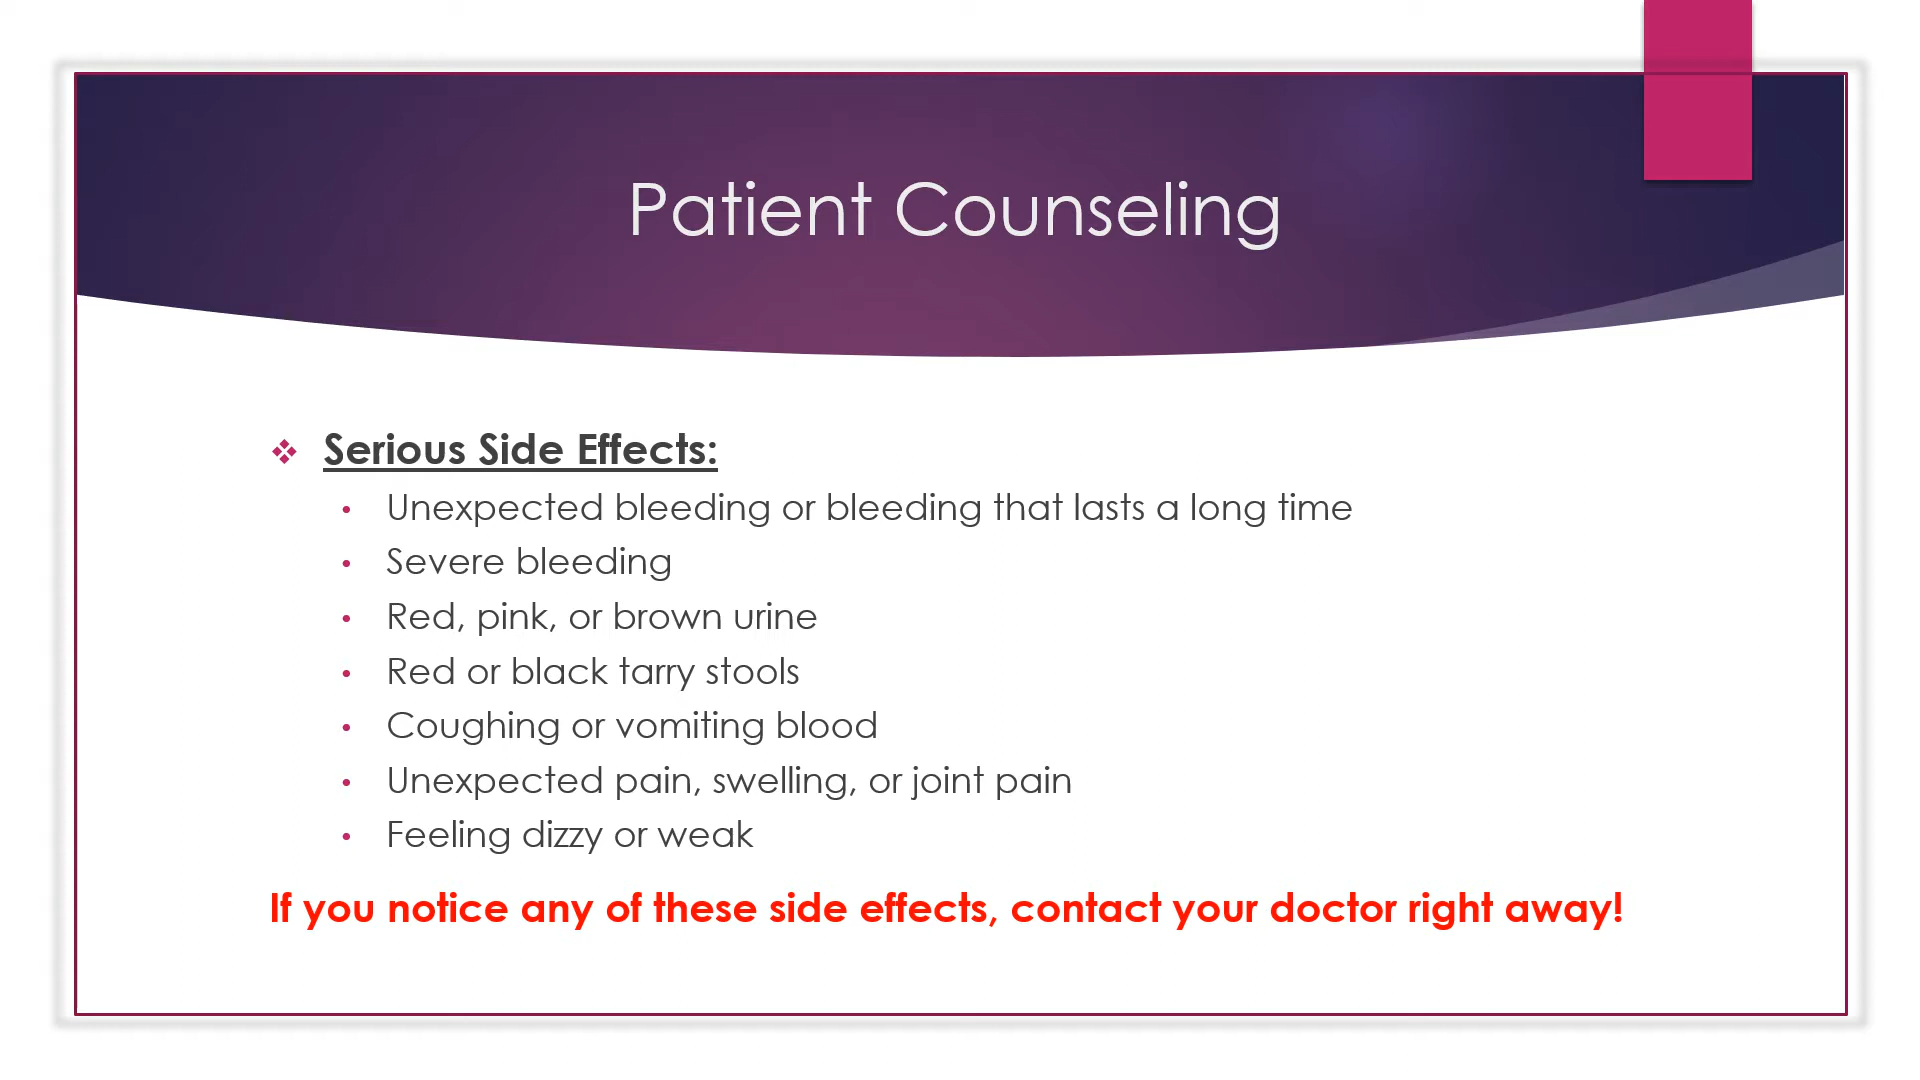 Patient Counseling
❖ Serious Side Effects:
• Unexpected bleeding or bleeding that lasts a long time
• Severe bleeding
• Red, pink, or brown urine
• Red or black tarry stools
• Coughing or vomiting blood
• Unexpected pain, swelling, or joint pain
• Feeling dizzy or weak
If you notice any of these side effects, contact your doctor right away!